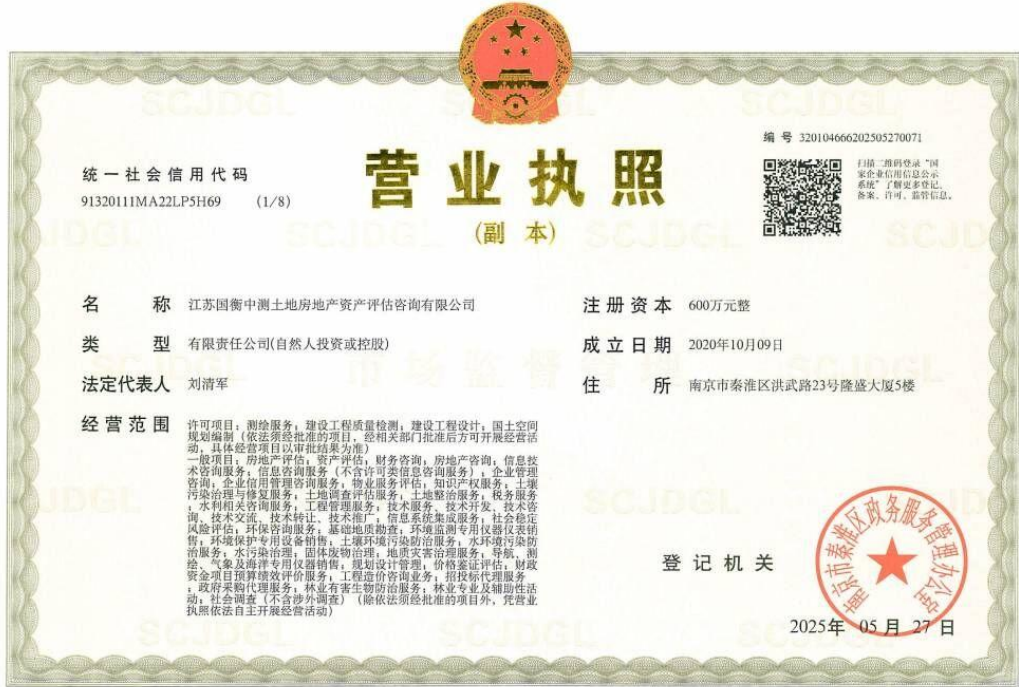 编 号 320104666202505270071
统一社会信用代码
91320111MA22LP5H69 (1/8)
营业执照
(副 本)
扫描二维码登录“国
家企业信用信息公示
系统”了解更多登记、
备案、许可、监管信息。
名 称 江苏国衡中测土地房地产资产评估咨询有限公司
注册资本 600万元整
类 型 有限责任公司(自然人投资或控股)
成立日期 2020年10月09日
法定代表人 刘清军
住 所 南京市秦淮区洪武路23号隆盛大厦5楼
经营范围 许可项目：测绘服务；建设工程质量检测；建设工程设计；国土空间
规划编制（依法须经批准的项目，经相关部门批准后方可开展经营活
动，具体经营项目以审批结果为准）
一般项目：房地产评估；资产评估；财务咨询；房地产咨询；信息技
术咨询服务；信息咨询服务（不含许可类信息咨询服务）；企业管理
咨询；企业信用管理咨询服务；物业服务评估；知识产权服务；土壤
污染治理与修复服务；土地调查评估服务；土地整治服务；税务服务
；水利相关咨询服务；工程管理服务；技术服务、技术开发、技术咨
询、技术交流、技术转让、技术推广；信息系统集成服务；社会稳定
风险评估；环保咨询服务；基础地质勘查；环境监测专用仪器仪表销
售；环境保护专用设备销售；土壤环境污染防治服务；水环境污染防
治服务；水污染治理；固体废物治理；地质灾害治理服务；导航、测
绘、气象及海洋专用仪器销售；规划设计管理；价格鉴证评估；财政
资金项目预算绩效评价服务；工程造价咨询业务；招投标代理服务
；政府采购代理服务；林业有害生物防治服务；林业专业及辅助性活
动；社会调查（不含涉外调查）（除依法须经批准的项目外，凭营业
执照依法自主开展经营活动）
登记机关
南京市秦淮区政务服务管理办公室
2025年 05 月 27 日
SCJDGL
市场监督管理